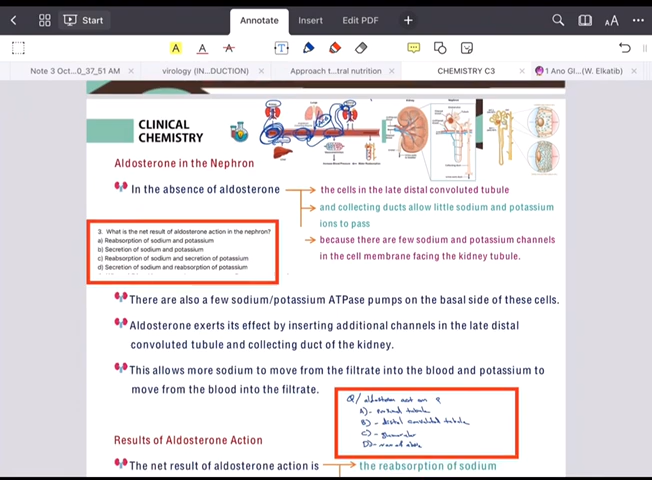 Start
Annotate
Insert
Edit PDF
Note 3 Oct...0_37_51 AM
virology (IN...DUCTION)
Approach t...tral nutrition
CHEMISTRY C3
1 Ano Gl...(W. Elkatib)
CLINICAL
CHEMISTRY
Aldosterone in the Nephron
In the absence of aldosterone
the cells in the late distal convoluted tubule
and collecting ducts allow little sodium and potassium
ions to pass
because there are few sodium and potassium channels
in the cell membrane facing the kidney tubule.
3. What is the net result of aldosterone action in the nephron?
a) Reabsorption of sodium and potassium
b) Secretion of sodium and potassium
c) Reabsorption of sodium and secretion of potassium
d) Secretion of sodium and reabsorption of potassium
There are also a few sodium/potassium ATPase pumps on the basal side of these cells.
Aldosterone exerts its effect by inserting additional channels in the late distal
convoluted tubule and collecting duct of the kidney.
This allows more sodium to move from the filtrate into the blood and potassium to
move from the blood into the filtrate.
Q/ aldosteron act on ?
A)- tubule
B)- distal convoluted tubule
C)-
D)-
Results of Aldosterone Action
The net result of aldosterone action is
the reabsorption of sodium